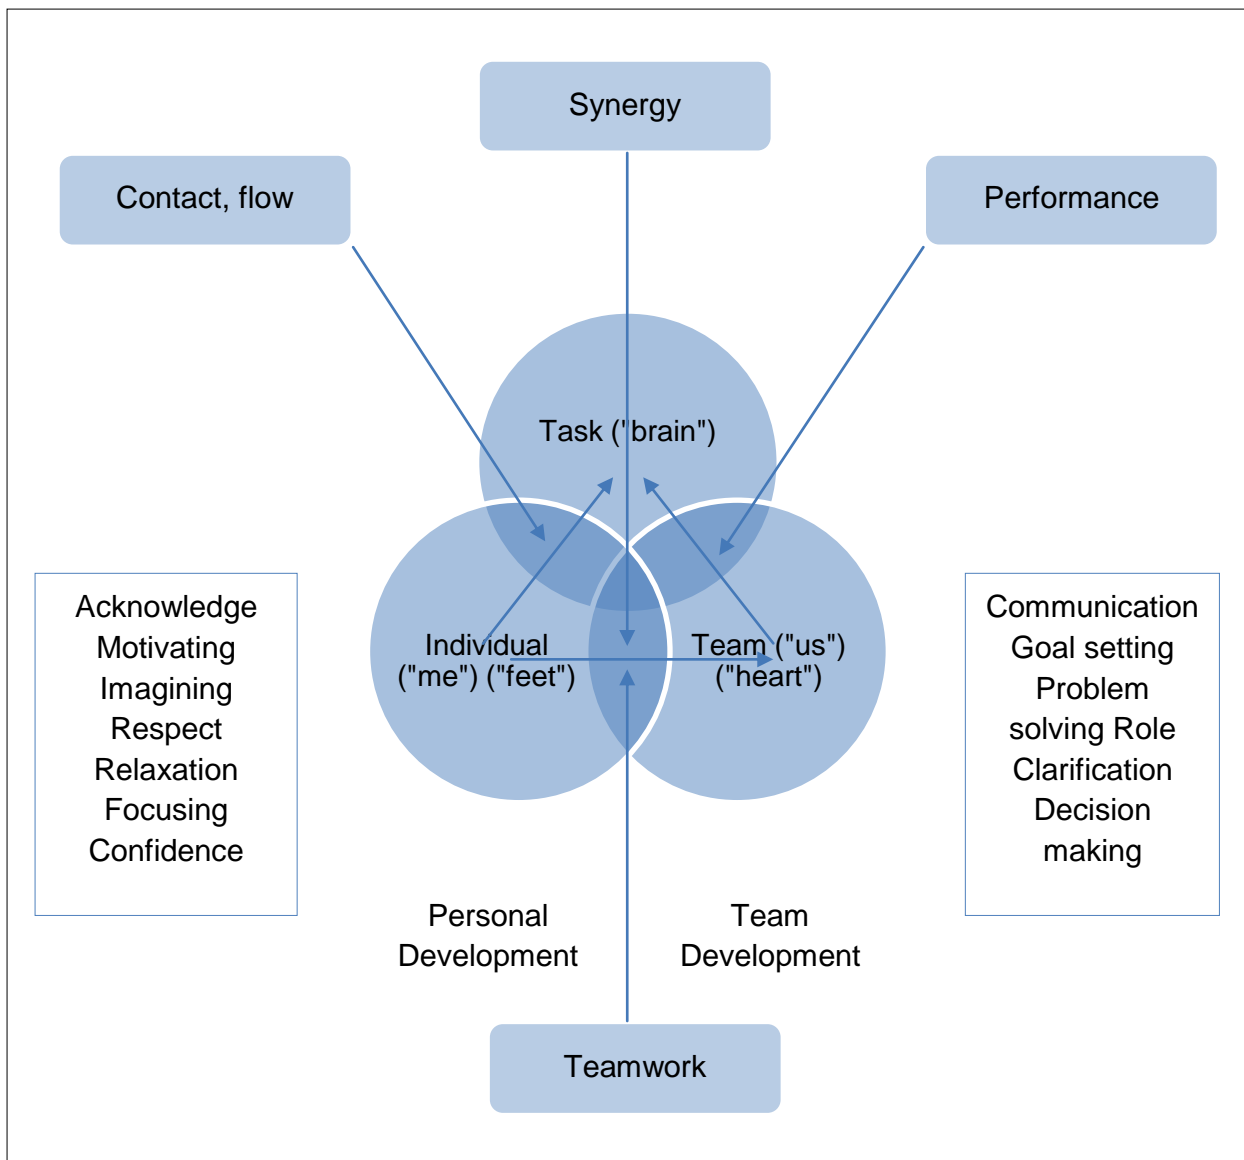 Synergy
Contact, flow
Performance
Task ("brain")
Individual
("me") ("feet")
Team ("us")
("heart")
Acknowledge
Motivating
Imagining
Respect
Relaxation
Focusing
Confidence
Communication
Goal setting
Problem
solving Role
Clarification
Decision
making
Personal
Development
Team
Development
Teamwork